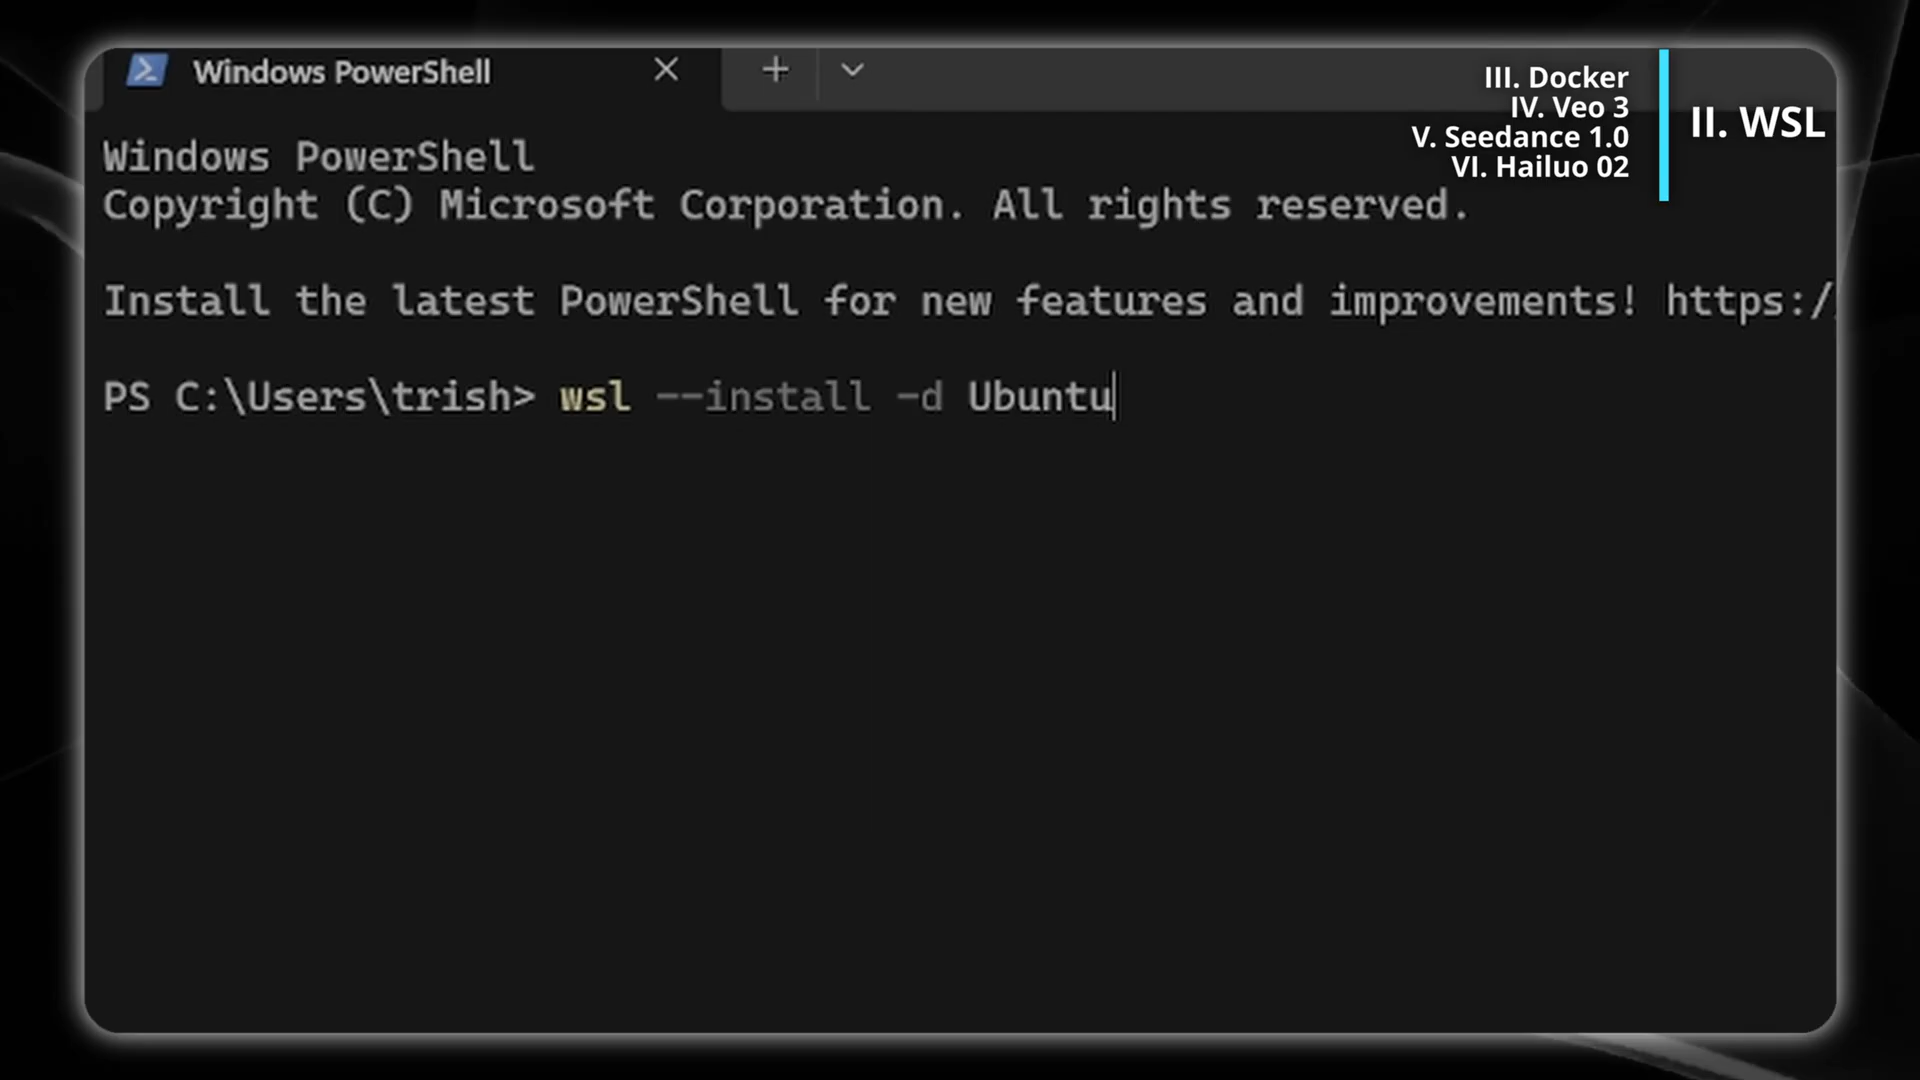 Windows PowerShell
III. Docker
IV. Veo 3
V. Seedance 1.0
VI. Hailuo 02
II. WSL
Windows PowerShell
Copyright (C) Microsoft Corporation. All rights reserved.
Install the latest PowerShell for new features and improvements! https:/
PS C:\Users\trish> wsl --install -d Ubuntu